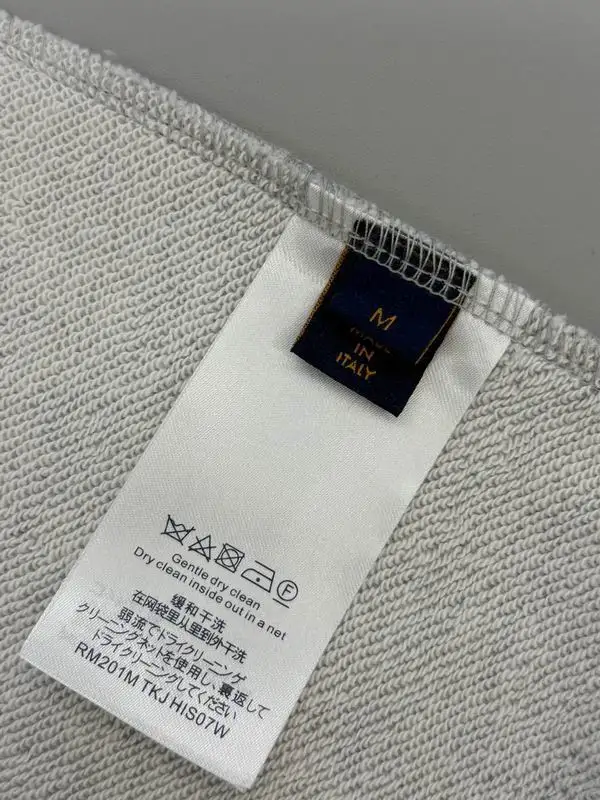 M
MADE
IN
ITALY
Gentle dry clean
Dry clean inside out in a net
缓和干洗
在网袋里从里到外干洗
弱流でドライクリーニング
クリーニングネットを使用し、裏返して
ドライクリーニングしてください
RM201M TKJ HIS07W